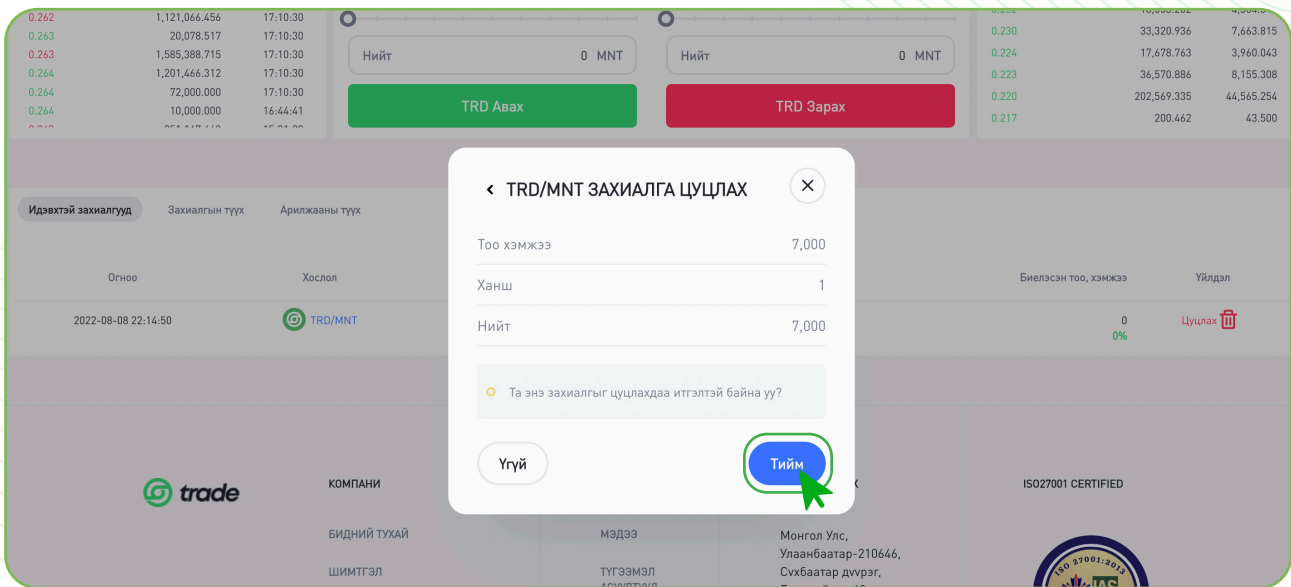 0.262 1,121,066.456 17:10:30
0.263 20,078.517 17:10:30
0.263 1,585,388.715 17:10:30
0.264 1,201,466.312 17:10:30
0.264 72,000.000 17:10:30
0.264 10,000.000 16:44:41
Нийт 0 MNT
Нийт 0 MNT
TRD Авах
TRD Зарах
0.230 33,320.936 7,663.815
0.224 17,678.763 3,960.043
0.223 36,570.886 8,155.308
0.220 202,569.335 44,565.254
0.217 200.462 43.500
TRD/MNT ЗАХИАЛГА ЦУЦЛАХ
Тоо хэмжээ 7,000
Ханш 1
Нийт 7,000
Та энэ захиалгыг цуцлахдаа итгэлтэй байна уу?
Үгүй
Тийм
Идэвхтэй захиалгууд Захиалгын түүх Арилжааны түүх
Огноо Хослол Биелэсэн тоо, хэмжээ Үйлдэл
2022-08-08 22:14:50 TRD/MNT 0 Цуцлах
0%
trade
КОМПАНИ
БИДНИЙ ТУХАЙ
ШИМТГЭЛ
МЭДЭЭ
ТҮГЭЭМЭЛ
Монгол Улс,
Улаанбаатар-210646,
Сүхбаатар дүүрэг,
ISO27001 CERTIFIED
ISO 27001:2013
IAS